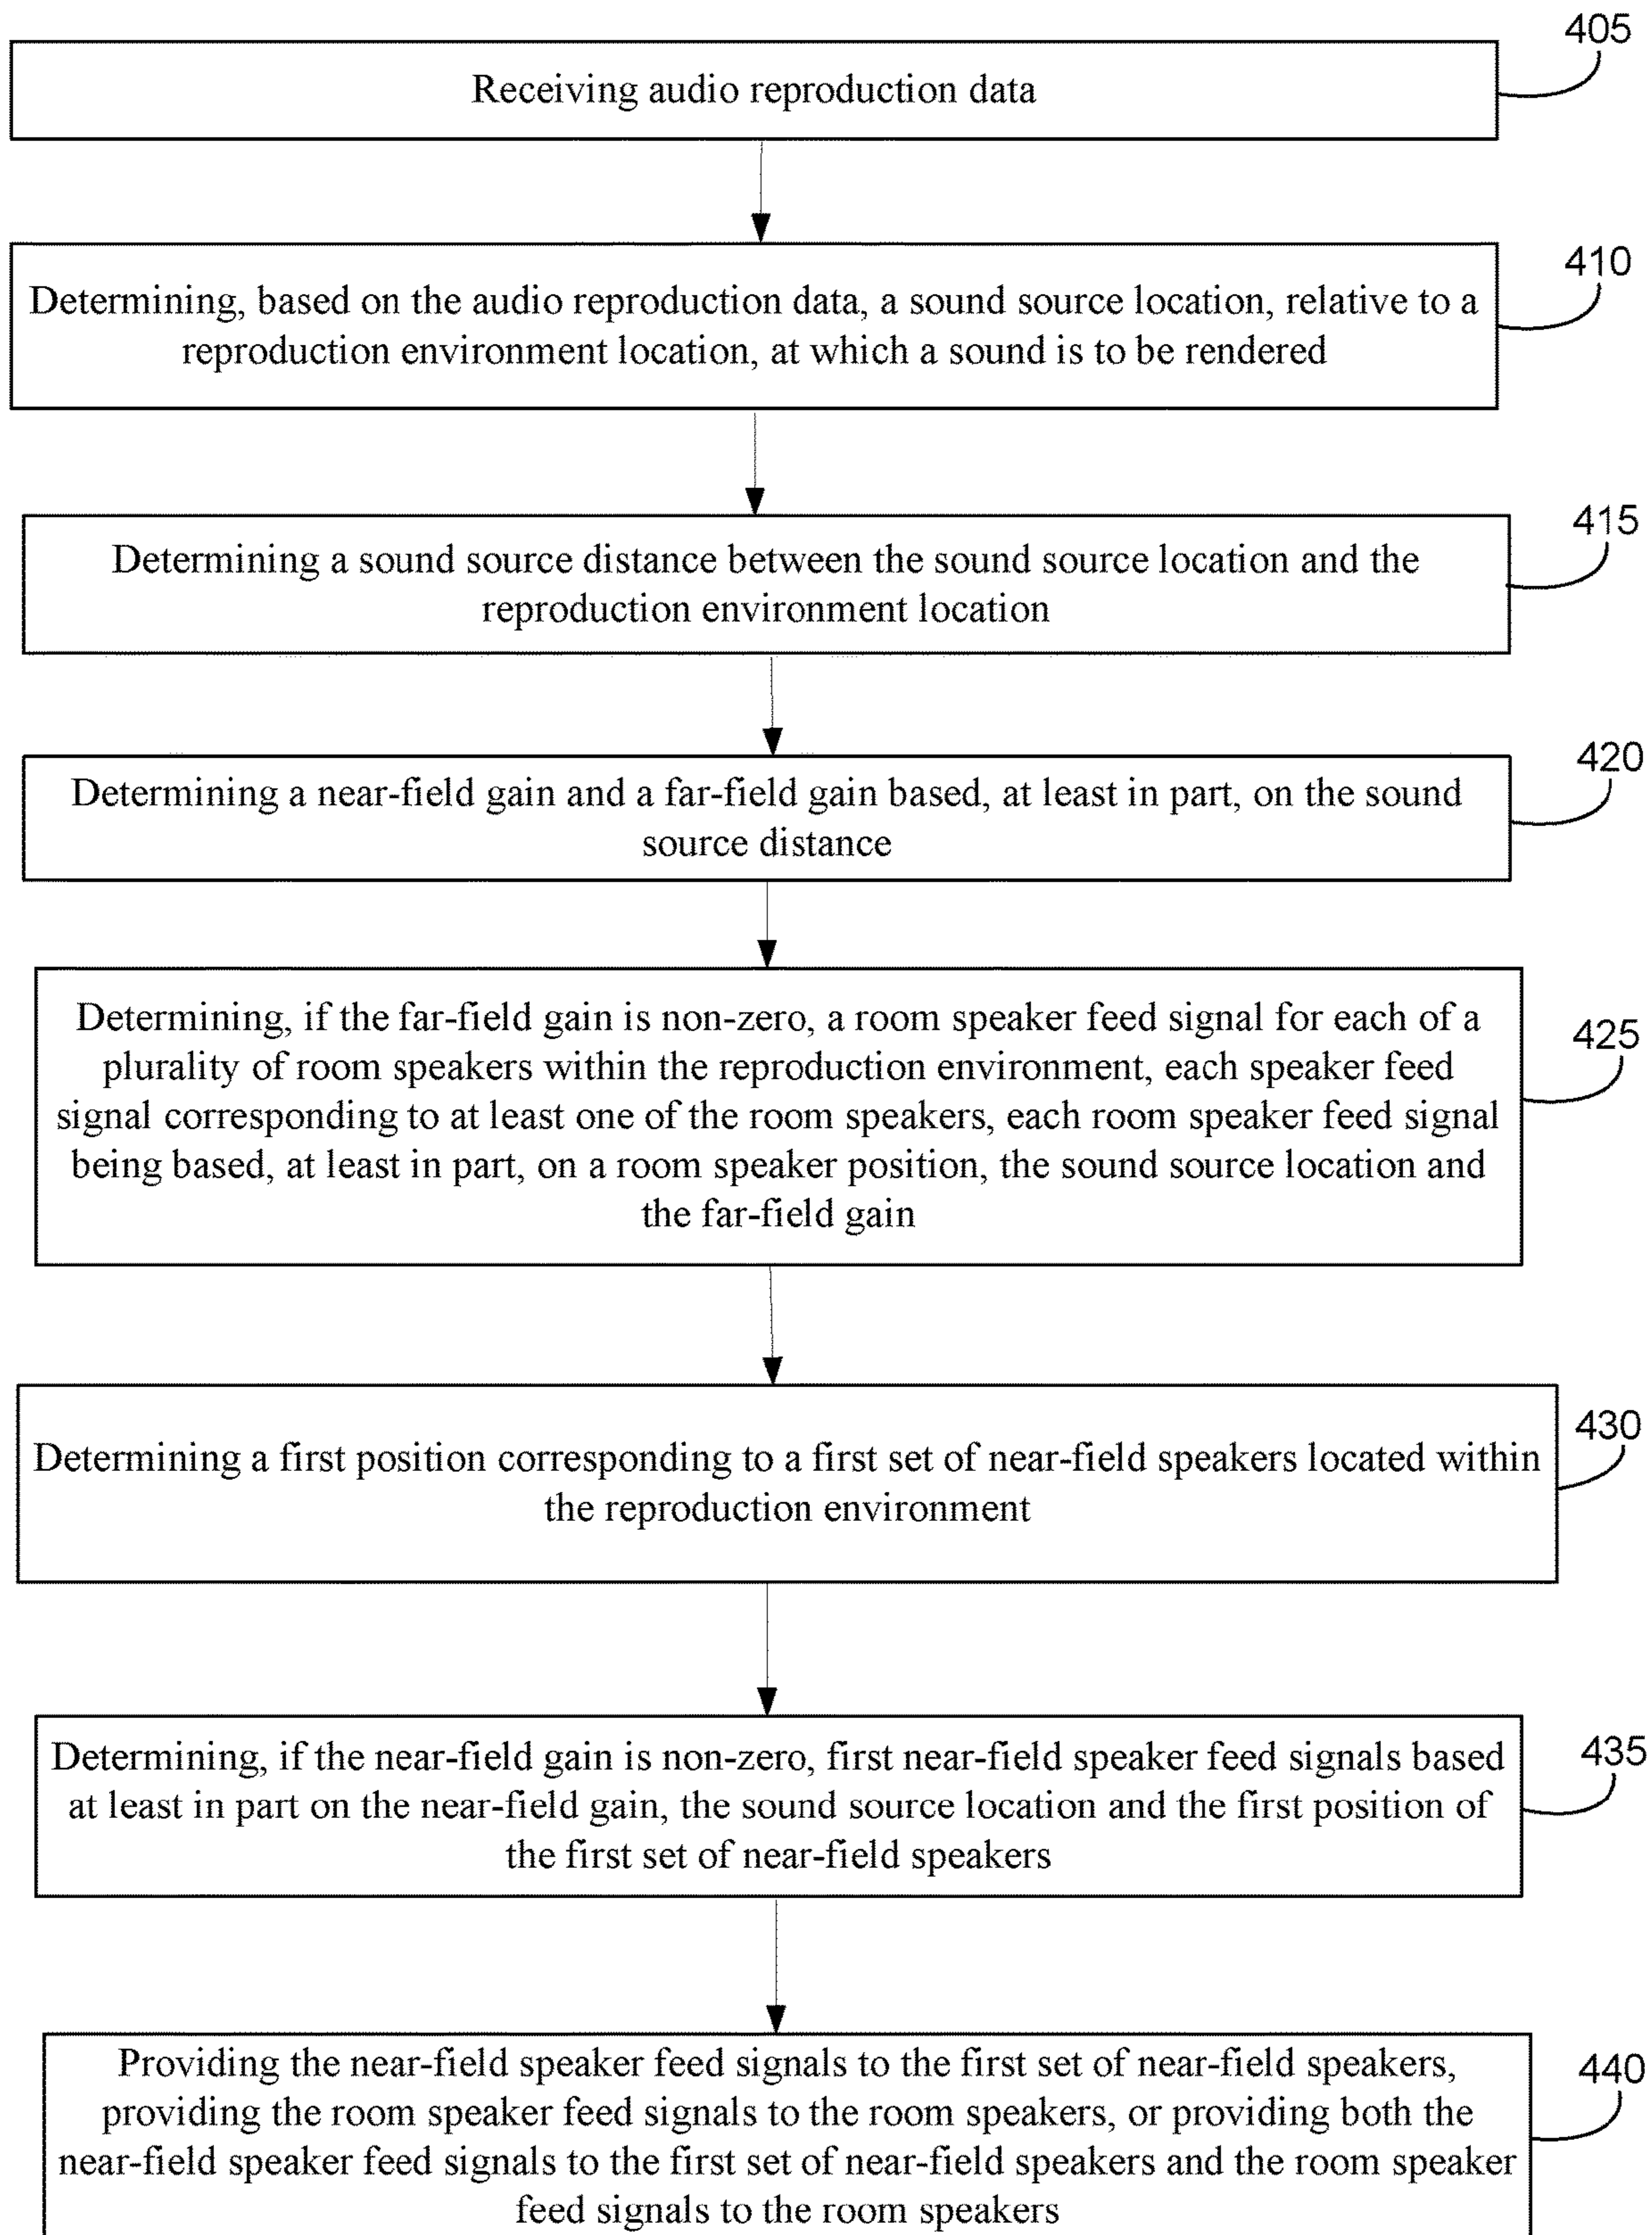 405
Receiving audio reproduction data
410
Determining, based on the audio reproduction data, a sound source location, relative to a
reproduction environment location, at which a sound is to be rendered
415
Determining a sound source distance between the sound source location and the
reproduction environment location
420
Determining a near-field gain and a far-field gain based, at least in part, on the sound
source distance
425
Determining, if the far-field gain is non-zero, a room speaker feed signal for each of a
plurality of room speakers within the reproduction environment, each speaker feed
signal corresponding to at least one of the room speakers, each room speaker feed signal
being based, at least in part, on a room speaker position, the sound source location and
the far-field gain
430
Determining a first position corresponding to a first set of near-field speakers located within
the reproduction environment
435
Determining, if the near-field gain is non-zero, first near-field speaker feed signals based
at least in part on the near-field gain, the sound source location and the first position of
the first set of near-field speakers
440
Providing the near-field speaker feed signals to the first set of near-field speakers,
providing the room speaker feed signals to the room speakers, or providing both the
near-field speaker feed signals to the first set of near-field speakers and the room speaker
feed signals to the room speakers